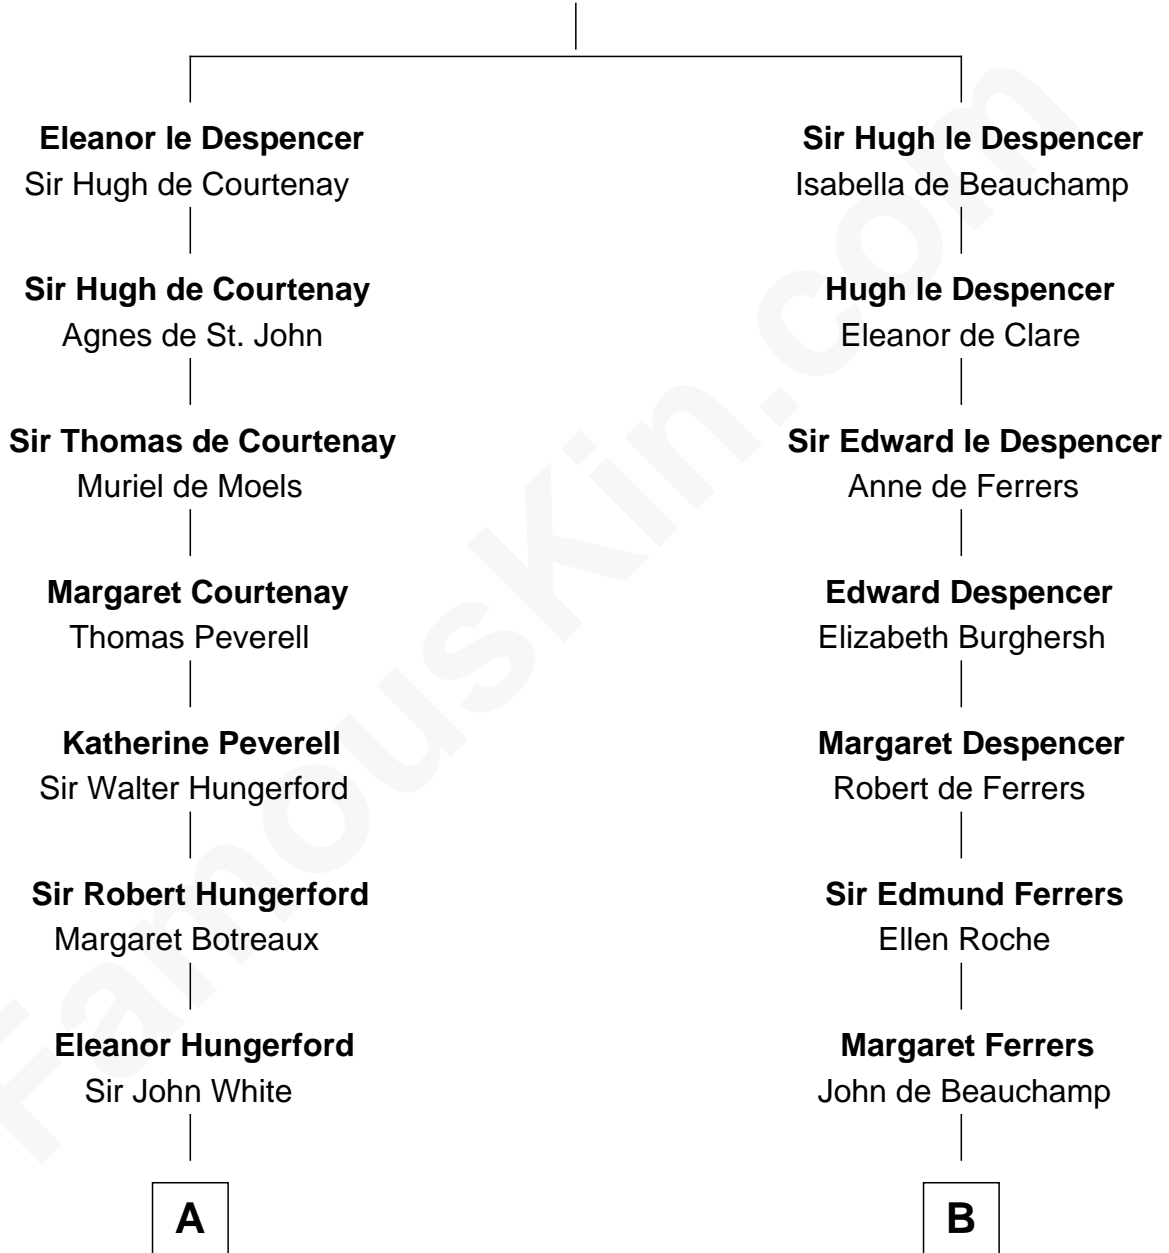 Eleanor le Despencer
Sir Hugh de Courtenay
Sir Hugh de Courtenay
Agnes de St. John
Sir Thomas de Courtenay
Muriel de Moels
Margaret Courtenay
Thomas Peverell
Katherine Peverell
Sir Walter Hungerford
Sir Robert Hungerford
Margaret Botreaux
Eleanor Hungerford
Sir John White
A
Sir Hugh le Despencer
Isabella de Beauchamp
Hugh le Despencer
Eleanor de Clare
Sir Edward le Despencer
Anne de Ferrers
Edward Despencer
Elizabeth Burghersh
Margaret Despencer
Robert de Ferrers
Sir Edmund Ferrers
Ellen Roche
Margaret Ferrers
John de Beauchamp
B
FamousKin.com